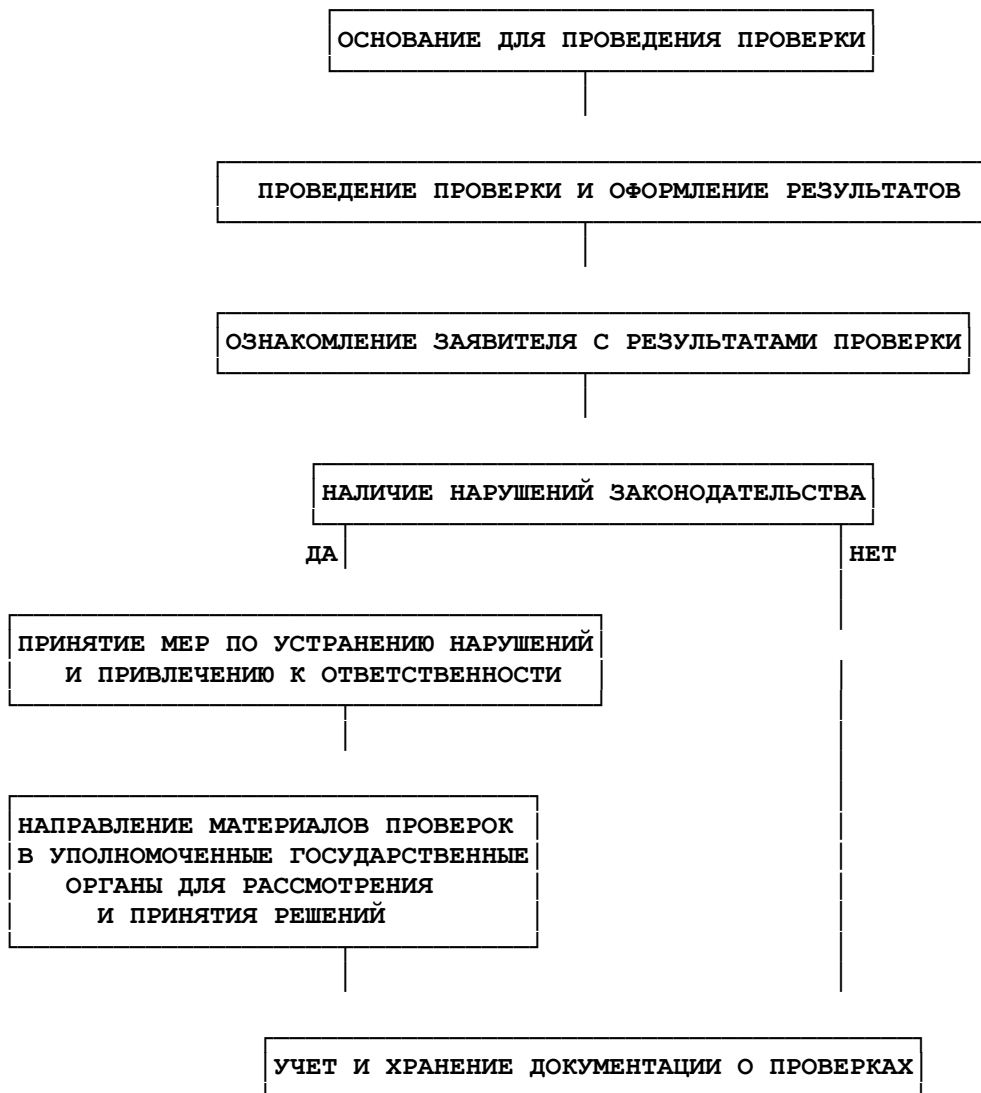 ОСНОВАНИЕ ДЛЯ ПРОВЕДЕНИЯ ПРОВЕРКИ
ПРОВЕДЕНИЕ ПРОВЕРКИ И ОФОРМЛЕНИЕ РЕЗУЛЬТАТОВ
ОЗНАКОМЛЕНИЕ ЗАЯВИТЕЛЯ С РЕЗУЛЬТАТАМИ ПРОВЕРКИ
НАЛИЧИЕ НАРУШЕНИЙ ЗАКОНОДАТЕЛЬСТВА
ДА
НЕТ
ПРИНЯТИЕ МЕР ПО УСТРАНЕНИЮ НАРУШЕНИЙ
И ПРИВЛЕЧЕНИЮ К ОТВЕТСТВЕННОСТИ
НАПРАВЛЕНИЕ МАТЕРИАЛОВ ПРОВЕРОК
В УПОЛНОМОЧЕННЫЕ ГОСУДАРСТВЕННЫЕ
ОРГАНЫ ДЛЯ РАССМОТРЕНИЯ
И ПРИНЯТИЯ РЕШЕНИЙ
УЧЕТ И ХРАНЕНИЕ ДОКУМЕНТАЦИИ О ПРОВЕРКАХ